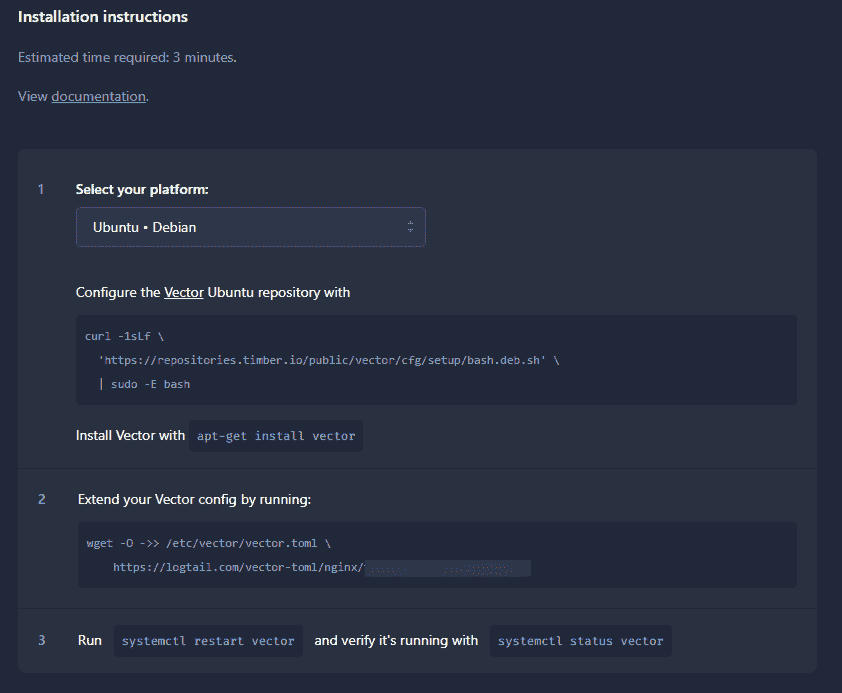 Installation instructions
Estimated time required: 3 minutes.
View documentation.
1 Select your platform:
Ubuntu • Debian
Configure the Vector Ubuntu repository with
curl -1sLf \
'https://repositories.timber.io/public/vector/cfg/setup/bash.deb.sh' \
| sudo -E bash
Install Vector with apt-get install vector
2 Extend your Vector config by running:
wget -O ->> /etc/vector/vector.toml \
https://logtail.com/vector-toml/nginx/
3 Run systemctl restart vector and verify it's running with systemctl status vector